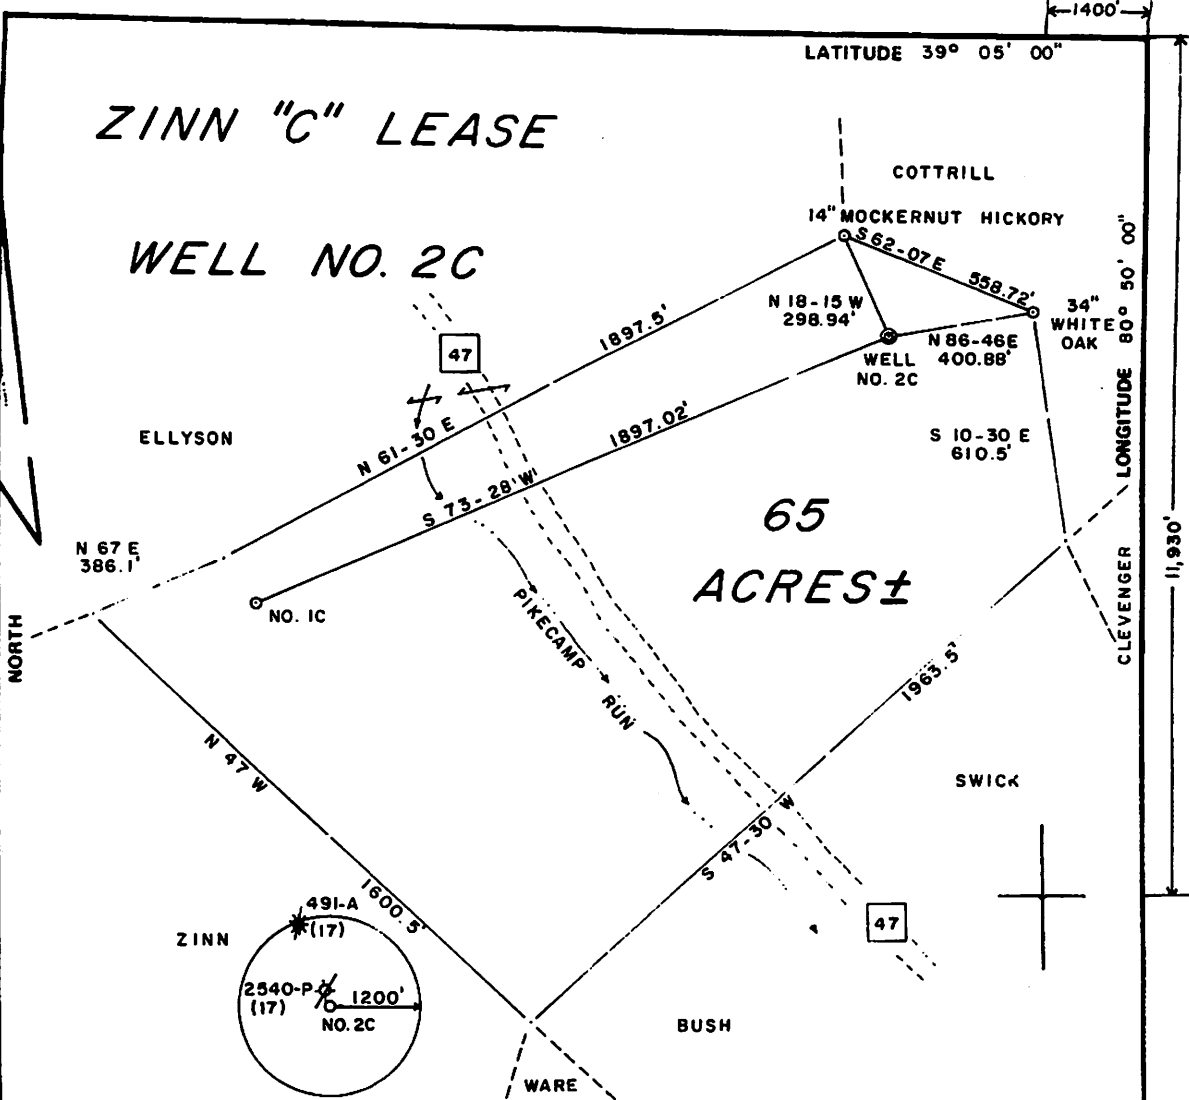 1400'
LATITUDE 39° 05' 00"
ZINN "C" LEASE
COTTRILL
14" MOCKERNUT HICKORY
S 62-07 E
558.72'
WELL NO. 2C
N 18-15 W
298.94'
34"
WHITE
OAK
LONGITUDE 80° 50' 00"
1897.5'
47
N 86-46 E
400.88'
WELL
NO. 2C
1897.02'
ELLYSON
N 61-30 E
S 10-30 E
610.5'
S 73-28 W
65
ACRES±
11,930'
N 67 E
386.1'
NO. 1C
PIKECAMP
RUN
CLEVENGER
NORTH
1963.5'
N 47 W
SWICK
S 47-30 W
1600.5'
491-A
(17)
47
ZINN
2540-P
(17)
1200'
NO. 2C
BUSH
WARE